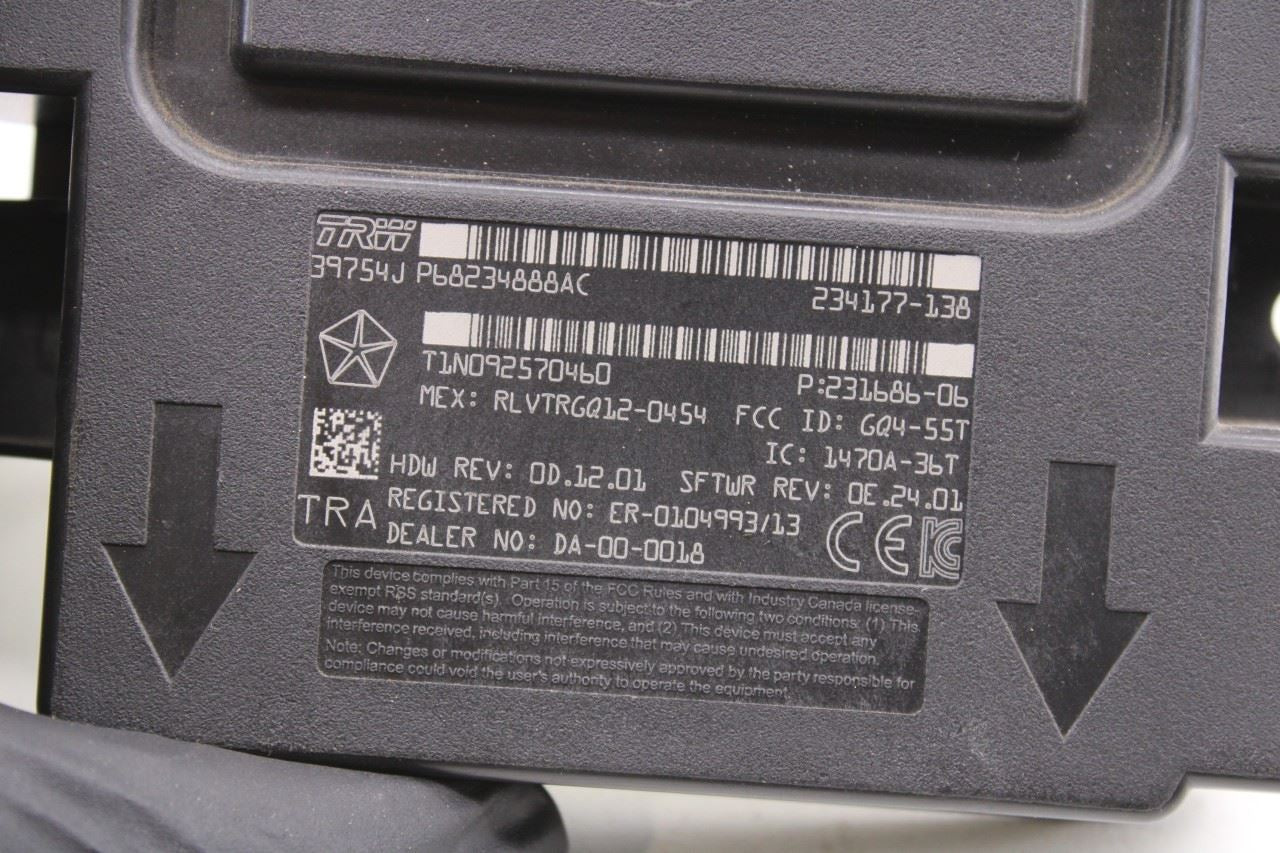 TRW
39754J P68234888AC 234177-138
T1N092570460 P:231686-06
MEX: RLVTRGQ12-0454 FCC ID: GQ4-55T
IC: 1470A-36T
HDW REV: 0D.12.01 SFTWR REV: 0E.24.01
TRA REGISTERED NO: ER-0104993/13
DEALER NO: DA-00-0018
CE KC
This device complies with Part 15 of the FCC Rules and with Industry Canada license-
exempt RSS standard(s). Operation is subject to the following two conditions: (1) This
device may not cause harmful interference, and (2) This device must accept any
interference received, including interference that may cause undesired operation.
Note: Changes or modifications not expressively approved by the party responsible for
compliance could void the user's authority to operate the equipment.